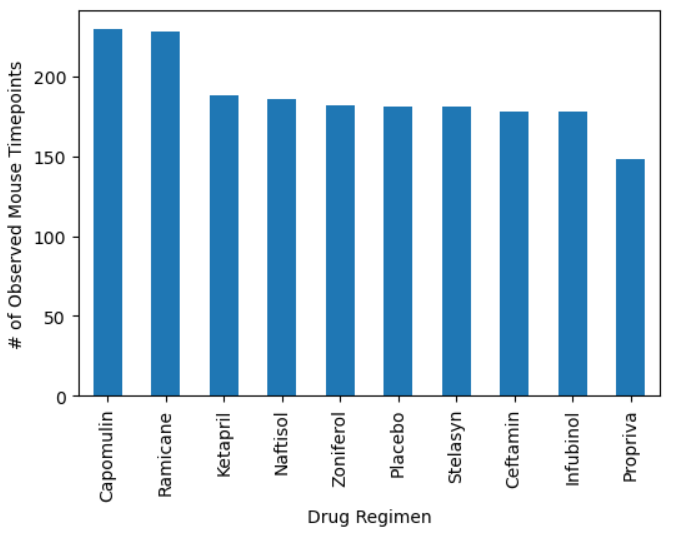 # of Observed Mouse Timepoints
200
150
100
50
0
Capomulin
Ramicane
Ketapril
Naftisol
Zoniferol
Placebo
Stelasyn
Ceftamin
Infubinol
Propriva
Drug Regimen